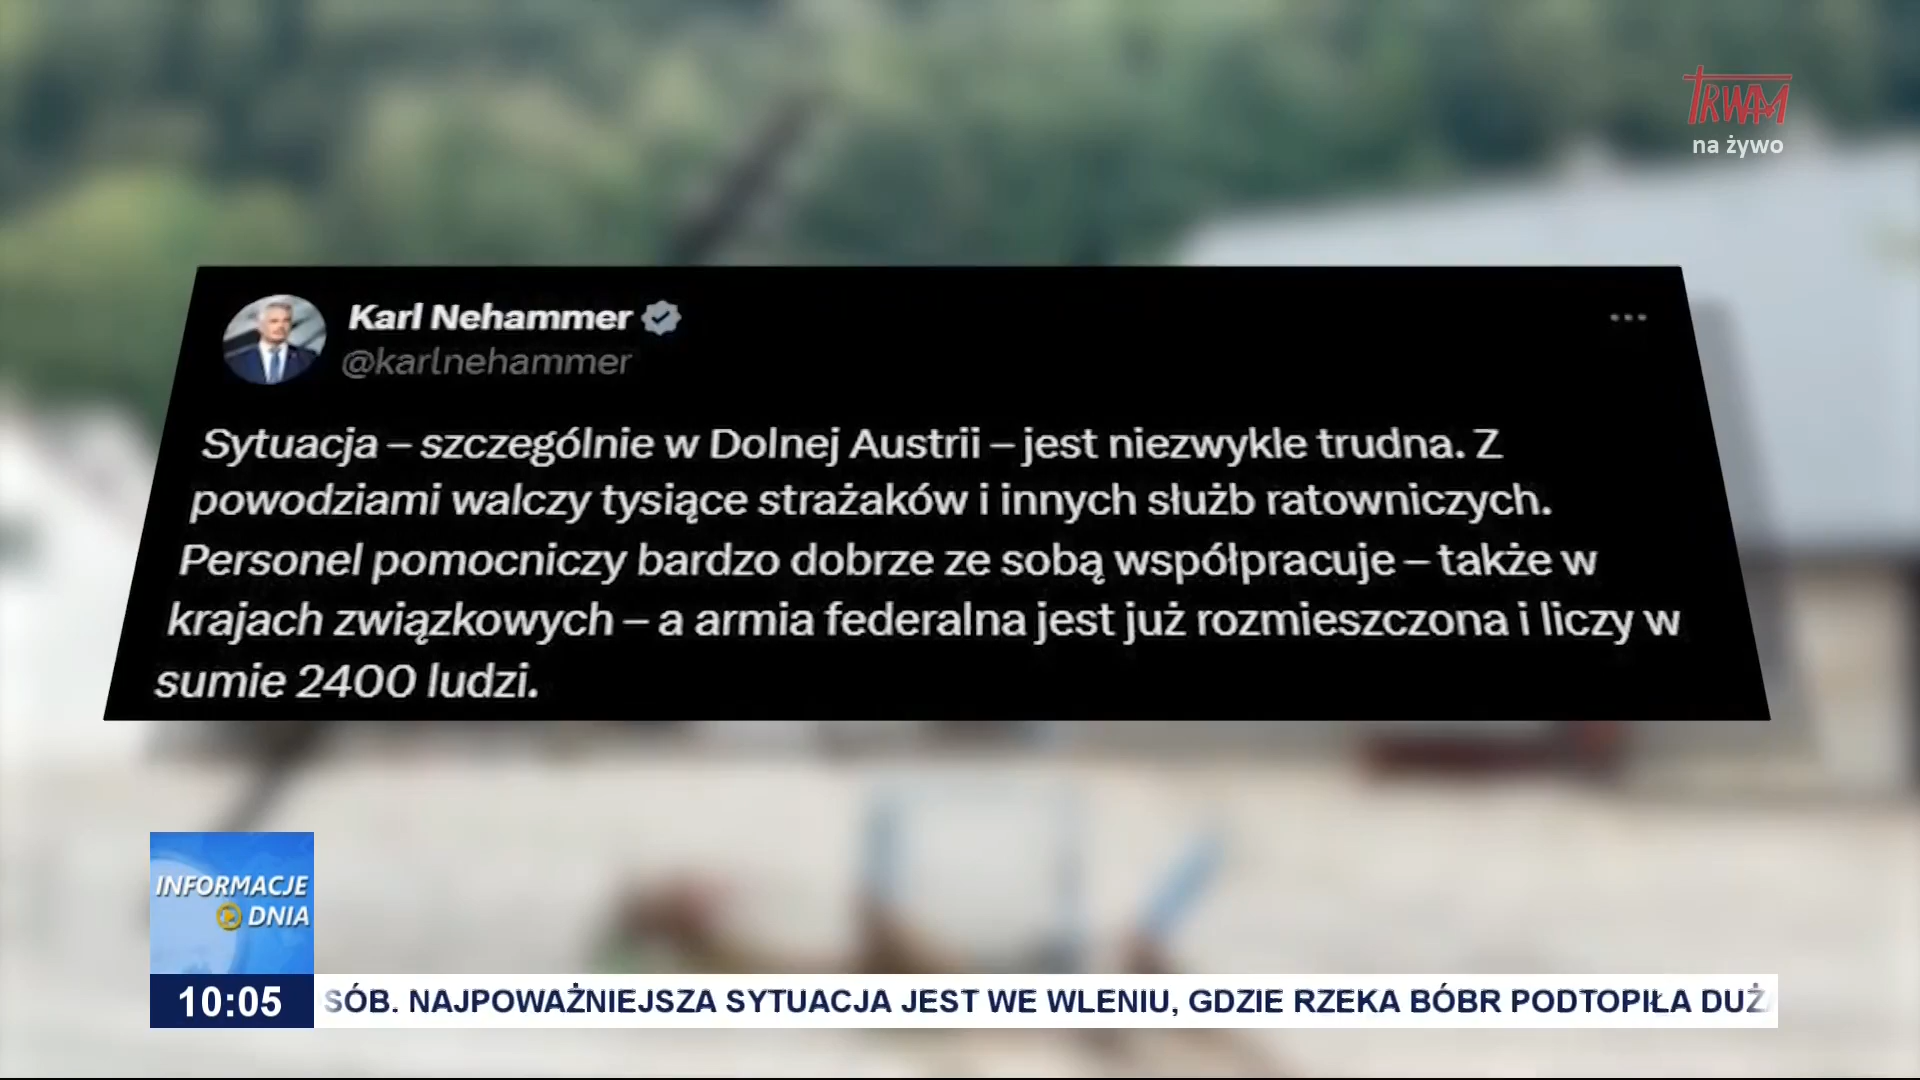 TRWAM
na żywo
Karl Nehammer
@karlnehammer
Sytuacja – szczególnie w Dolnej Austrii – jest niezwykle trudna. Z
powodziami walczy tysiące strażaków i innych służb ratowniczych.
Personel pomocniczy bardzo dobrze ze sobą współpracuje – także w
krajach związkowych – a armia federalna jest już rozmieszczona i liczy w
sumie 2400 ludzi.
INFORMACJE
DNIA
10:05 SÓB. NAJPOWAŻNIEJSZA SYTUACJA JEST WE WLENIU, GDZIE RZEKA BÓBR PODTOPIŁA DUŻ